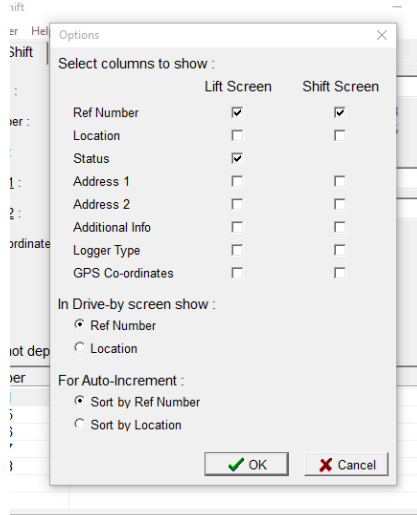 Shift
Options
Select columns to show :
Lift Screen Shift Screen
Ref Number
Location
Status
Address 1
Address 2
Additional Info
Logger Type
GPS Co-ordinates
In Drive-by screen show :
Ref Number
Location
For Auto-Increment :
Sort by Ref Number
Sort by Location
OK Cancel